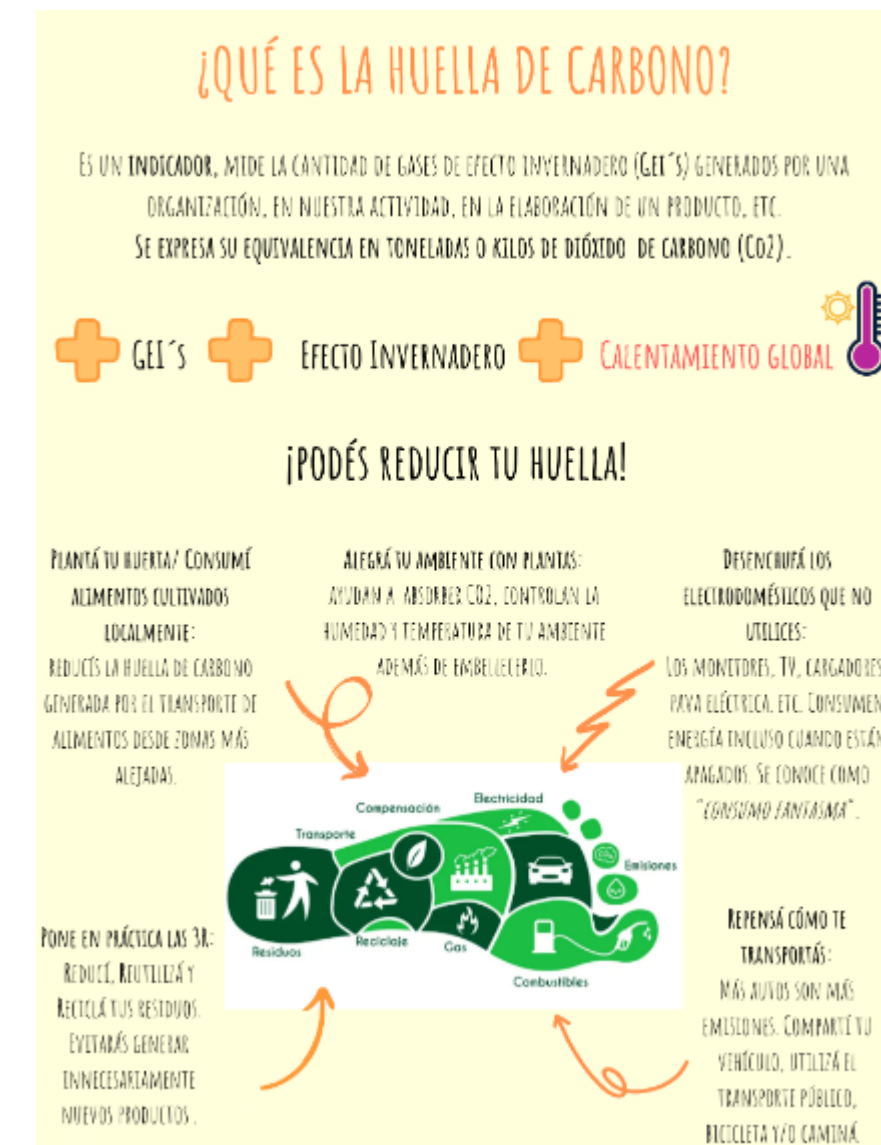 ¿QUÉ ES LA HUELLA DE CARBONO?
ES UN INDICADOR, MIDE LA CANTIDAD DE GASES DE EFECTO INVERNADERO (GEI´S) GENERADOS POR UNA
ORGANIZACIÓN, EN NUESTRA ACTIVIDAD, EN LA ELABORACIÓN DE UN PRODUCTO, ETC.
SE EXPRESA SU EQUIVALENCIA EN TONELADAS O KILOS DE DIÓXIDO DE CARBONO (CO2).
GEI´S EFECTO INVERNADERO CALENTAMIENTO GLOBAL
¡PODÉS REDUCIR TU HUELLA!
PLANTÁ TU HUERTA/ CONSUMÍ
ALIMENTOS CULTIVADOS
LOCALMENTE:
REDUCÍS LA HUELLA DE CARBONO
GENERADA POR EL TRANSPORTE DE
ALIMENTOS DESDE ZONAS MÁS
ALEJADAS.
ALEGRÁ TU AMBIENTE CON PLANTAS:
AYUDAN A ABSORBER CO2, CONTROLAN LA
HUMEDAD Y TEMPERATURA DE TU AMBIENTE
ADEMÁS DE EMBELLECERLO.
DESENCHUFÁ LOS
ELECTRODOMÉSTICOS QUE NO
UTILICES:
LOS MONITORES, TV, CARGADORES
PAVA ELÉCTRICA, ETC. CONSUMEN
ENERGÍA INCLUSO CUANDO ESTÁN
APAGADOS. SE CONOCE COMO
"CONSUMO FANTASMA".
Electricidad
Compensación
Transporte
Emisiones
Residuos
Reciclaje
Gas
Combustibles
PONE EN PRÁCTICA LAS 3R:
REDUCÍ, REUTILIZÁ Y
RECICLÁ TUS RESIDUOS.
EVITARÁS GENERAR
INNECESARIAMENTE
NUEVOS PRODUCTOS.
REPENSÁ CÓMO TE
TRANSPORTÁS:
MÁS AUTOS SON MÁS
EMISIONES. COMPARTÍ TU
VEHÍCULO, UTILIZÁ EL
TRANSPORTE PÚBLICO,
BICICLETA Y/O CAMINÁ.